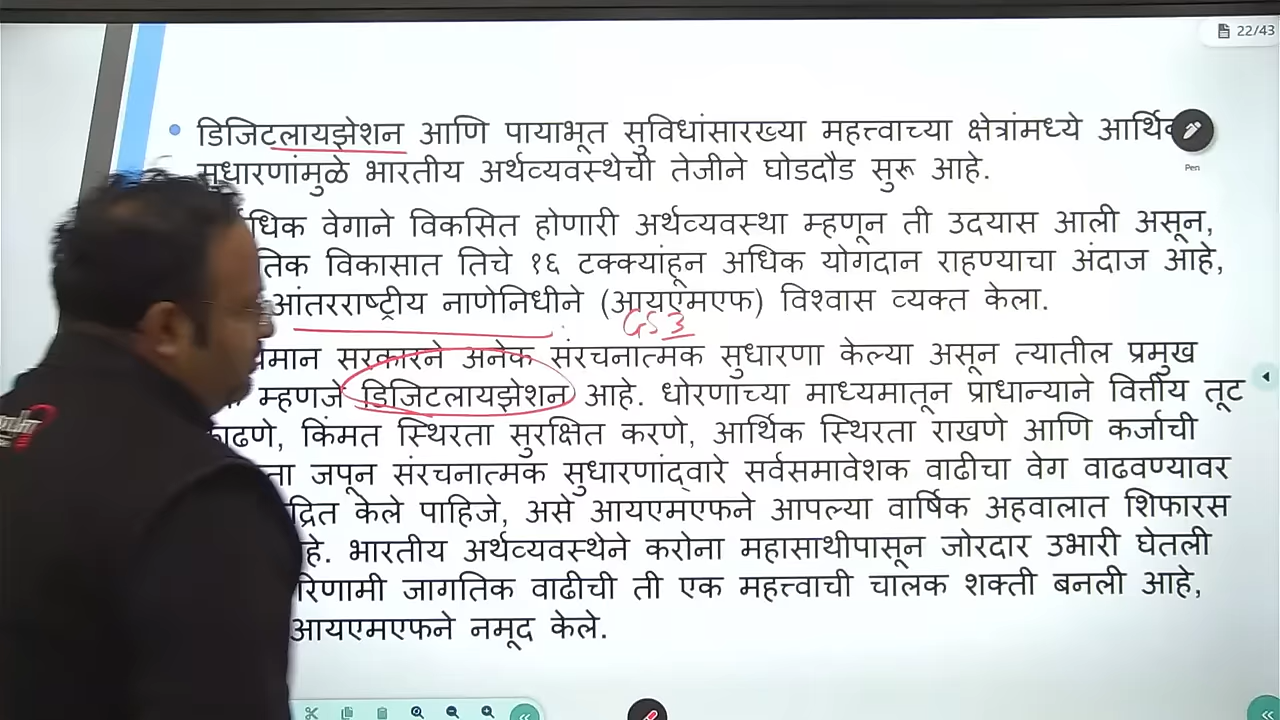 22/43
• डिजिटलायझेशन आणि पायाभूत सुविधांसारख्या महत्त्वाच्या क्षेत्रांमध्ये
Pen
सुधारणांमुळे भारतीय अर्थव्यवस्थेची तेजीने घोडदौड सुरू आहे.
वेगाने विकसित होणारी अर्थव्यवस्था म्हणून ती उदयास आली असून,
विकासात तिचे १६ टक्क्यांहून अधिक योगदान राहण्याचा अंदाज आहे,
आंतरराष्ट्रीय नाणेनिधीने (आयएमएफ) विश्वास व्यक्त केला.
GS 3
सरकारने अनेक संरचनात्मक सुधारणा केल्या असून त्यातील प्रमुख
म्हणजे डिजिटलायझेशन आहे. धोरणाच्या माध्यमातून प्राधान्याने वित्तीय तूट
किंमत स्थिरता सुरक्षित करणे, आर्थिक स्थिरता राखणे आणि कर्जाची
जपून संरचनात्मक सुधारणांद्वारे सर्वसमावेशक वाढीचा वेग वाढवण्यावर
केले पाहिजे, असे आयएमएफने आपल्या वार्षिक अहवालात शिफारस
भारतीय अर्थव्यवस्थेने करोना महासाथीपासून जोरदार उभारी घेतली
जागतिक वाढीची ती एक महत्त्वाची चालक शक्ती बनली आहे,
आयएमएफने नमूद केले.